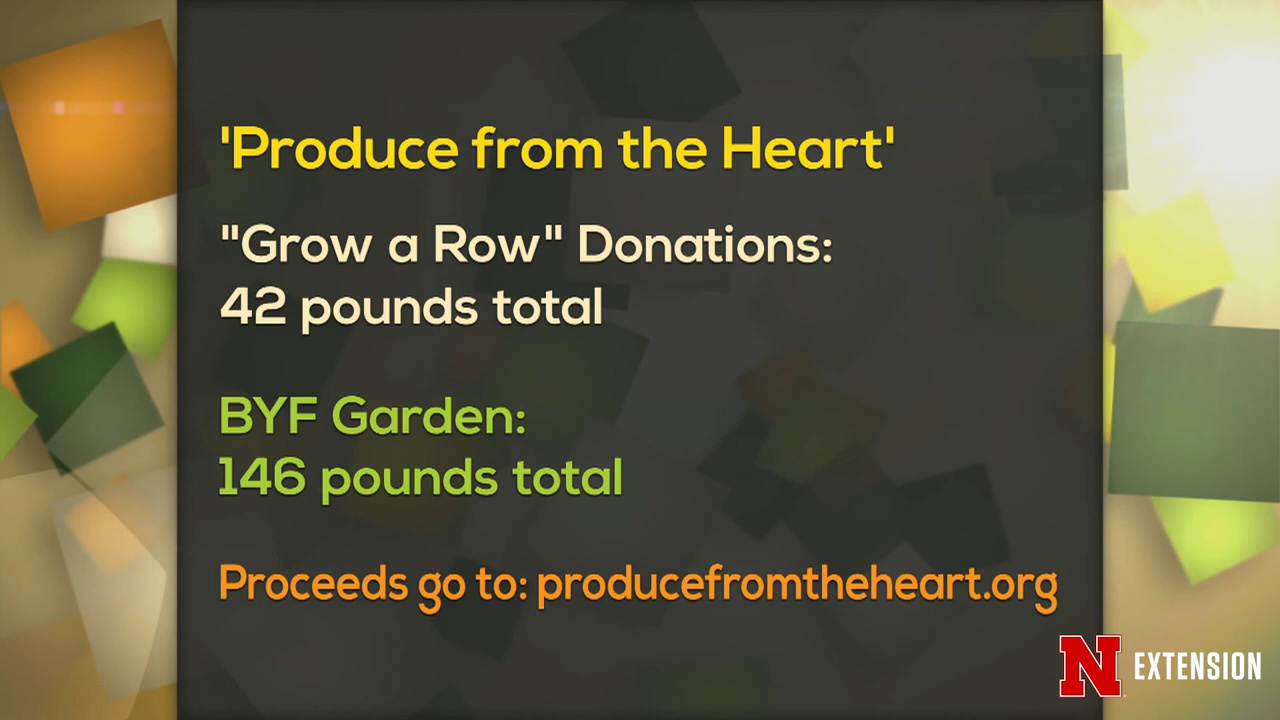 'Produce from the Heart'
"Grow a Row" Donations:
42 pounds total
BYF Garden:
146 pounds total
Proceeds go to: producefromtheheart.org
N EXTENSION